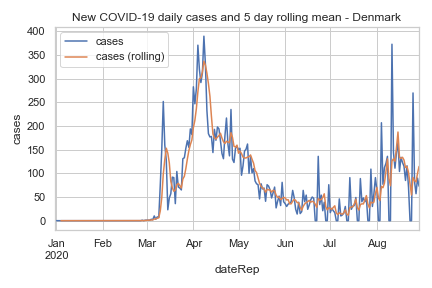 New COVID-19 daily cases and 5 day rolling mean - Denmark
cases
cases (rolling)
cases
400
350
300
250
200
150
100
50
0
Jan
2020
Feb
Mar
Apr
May
Jun
Jul
Aug
dateRep